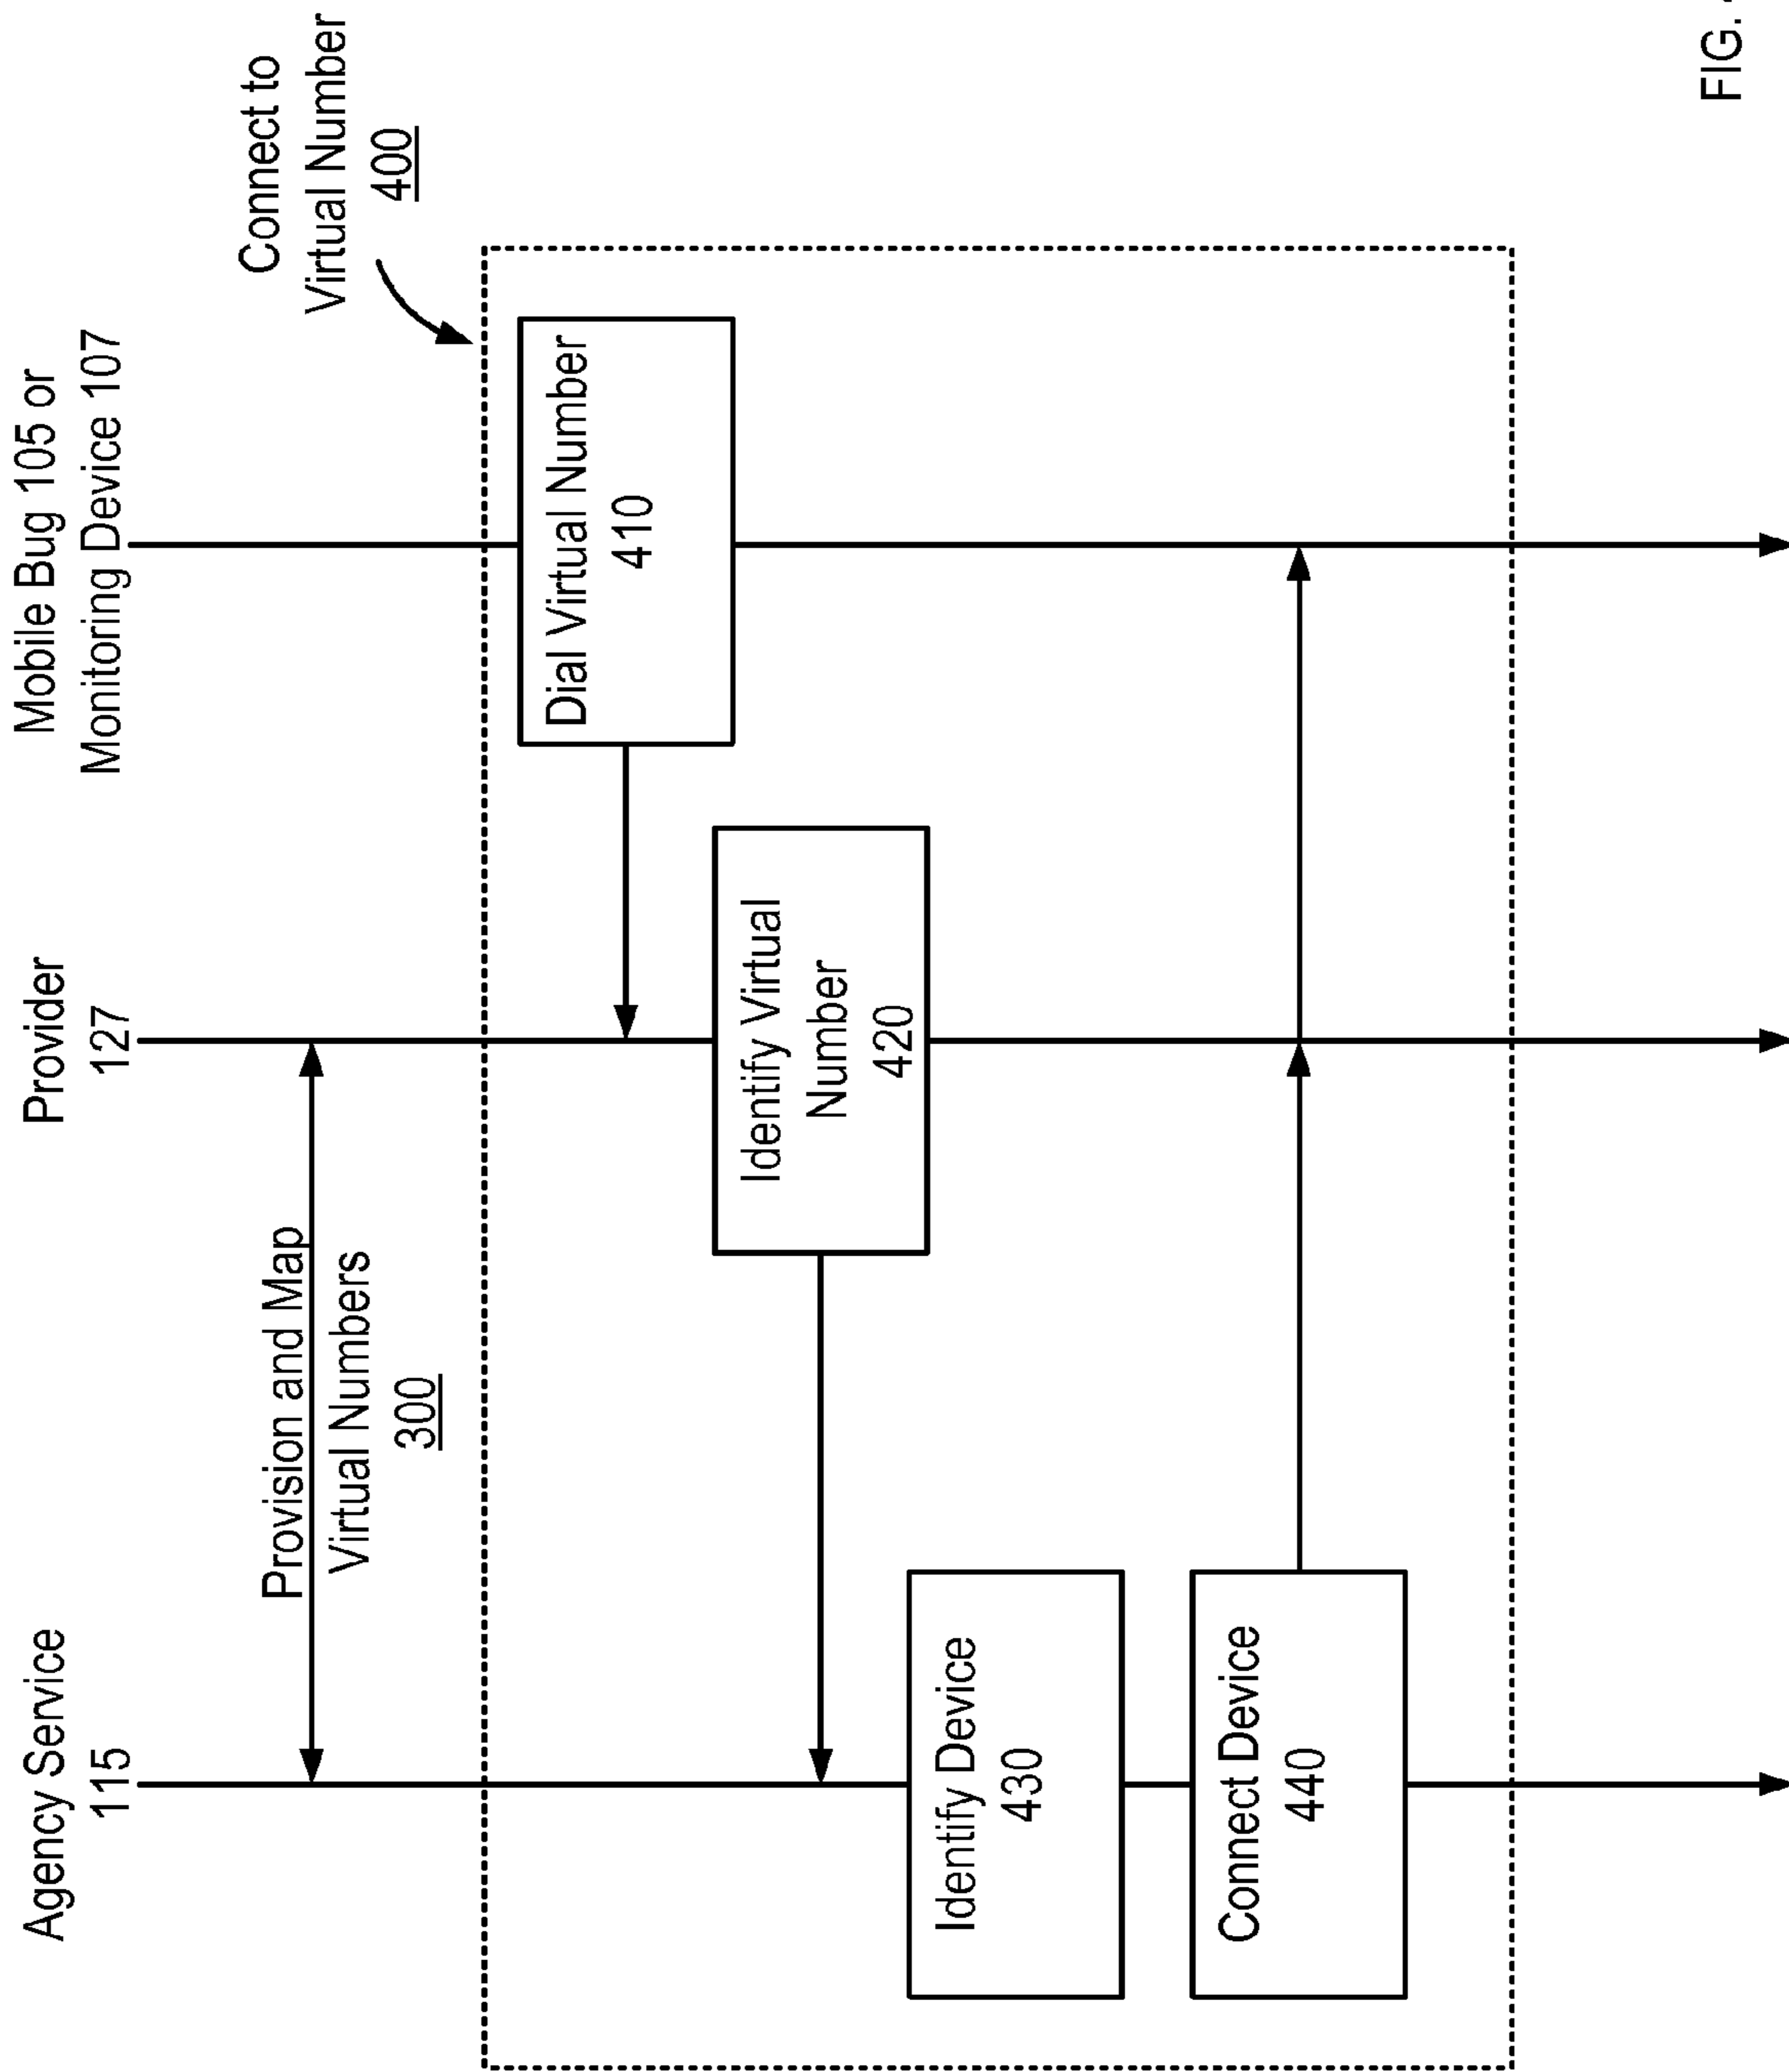 Agency Service
115
Provider
127
Mobile Bug 105 or
Monitoring Device 107
Provision and Map
Virtual Numbers
300
Connect to
Virtual Number
400
Dial Virtual Number
410
Identify Virtual
Number
420
Identify Device
430
Connect Device
440
FIG.